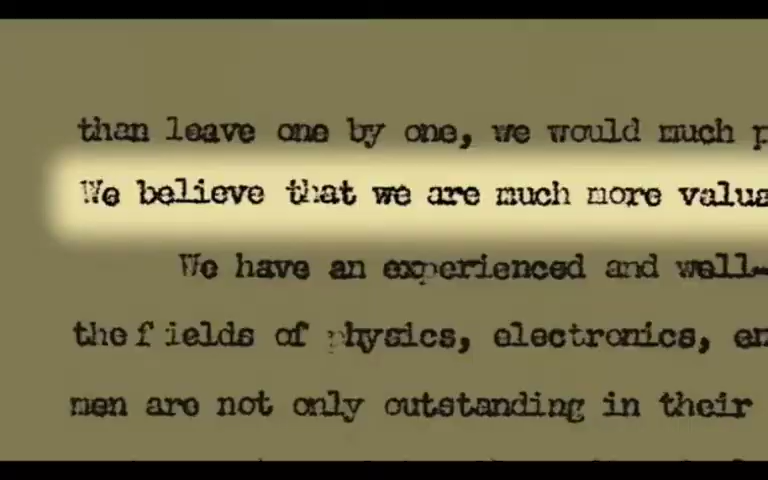 than leave one by one, we would much
We believe that we are much more
We have an experienced and well-
the fields of physics, electronics,
men are not only outstanding in their